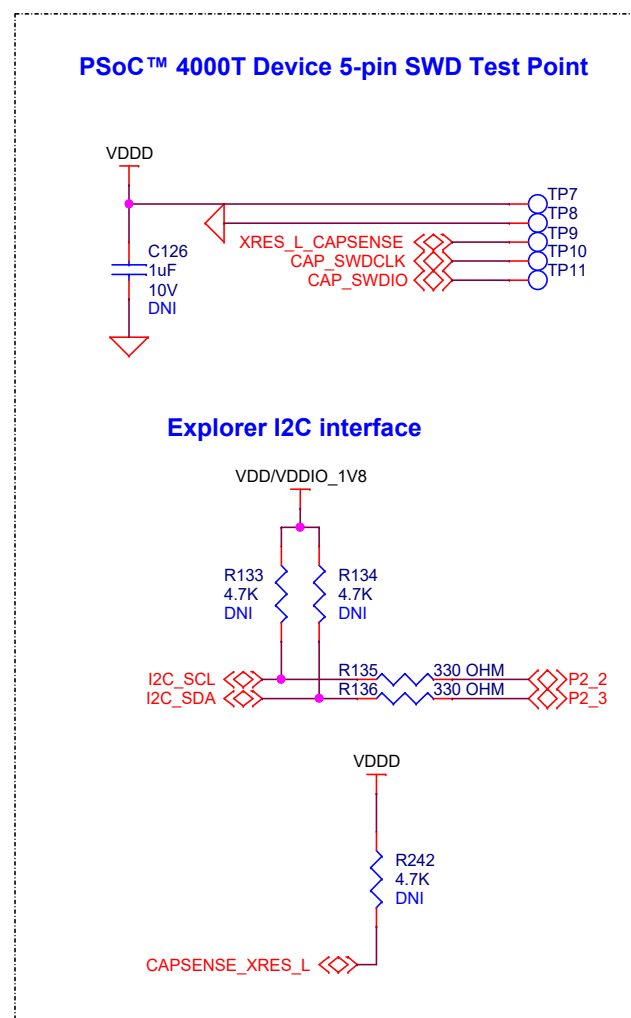 PSoC™ 4000T Device 5-pin SWD Test Point
VDDD
TP7
TP8
TP9
XRES_L_CAPSENSE
TP10
CAP_SWDCLK
TP11
CAP_SWDIO
C126
1uF
10V
DNI
Explorer I2C interface
VDD/VDDIO_1V8
R133 R134
4.7K 4.7K
DNI DNI
R135 330 OHM
I2C_SCL P2_2
R136 330 OHM
I2C_SDA P2_3
VDDD
R242
4.7K
DNI
CAPSENSE_XRES_L